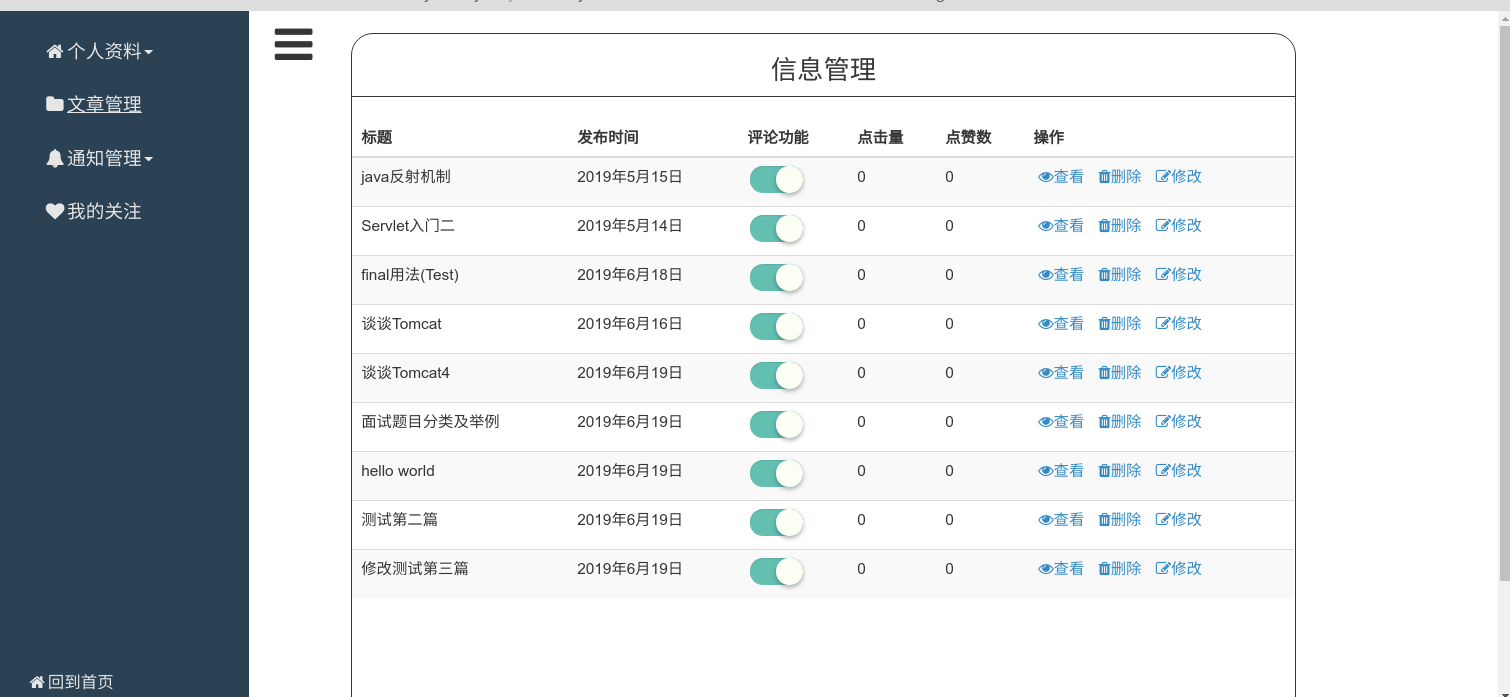 个人资料
文章管理
通知管理
我的关注
回到首页
信息管理
标题 发布时间 评论功能 点击量 点赞数 操作
java反射机制 2019年5月15日 0 0 查看 删除 修改
Servlet入门二 2019年5月14日 0 0 查看 删除 修改
final用法(Test) 2019年6月18日 0 0 查看 删除 修改
谈谈Tomcat 2019年6月16日 0 0 查看 删除 修改
谈谈Tomcat4 2019年6月19日 0 0 查看 删除 修改
面试题目分类及举例 2019年6月19日 0 0 查看 删除 修改
hello world 2019年6月19日 0 0 查看 删除 修改
测试第二篇 2019年6月19日 0 0 查看 删除 修改
修改测试第三篇 2019年6月19日 0 0 查看 删除 修改